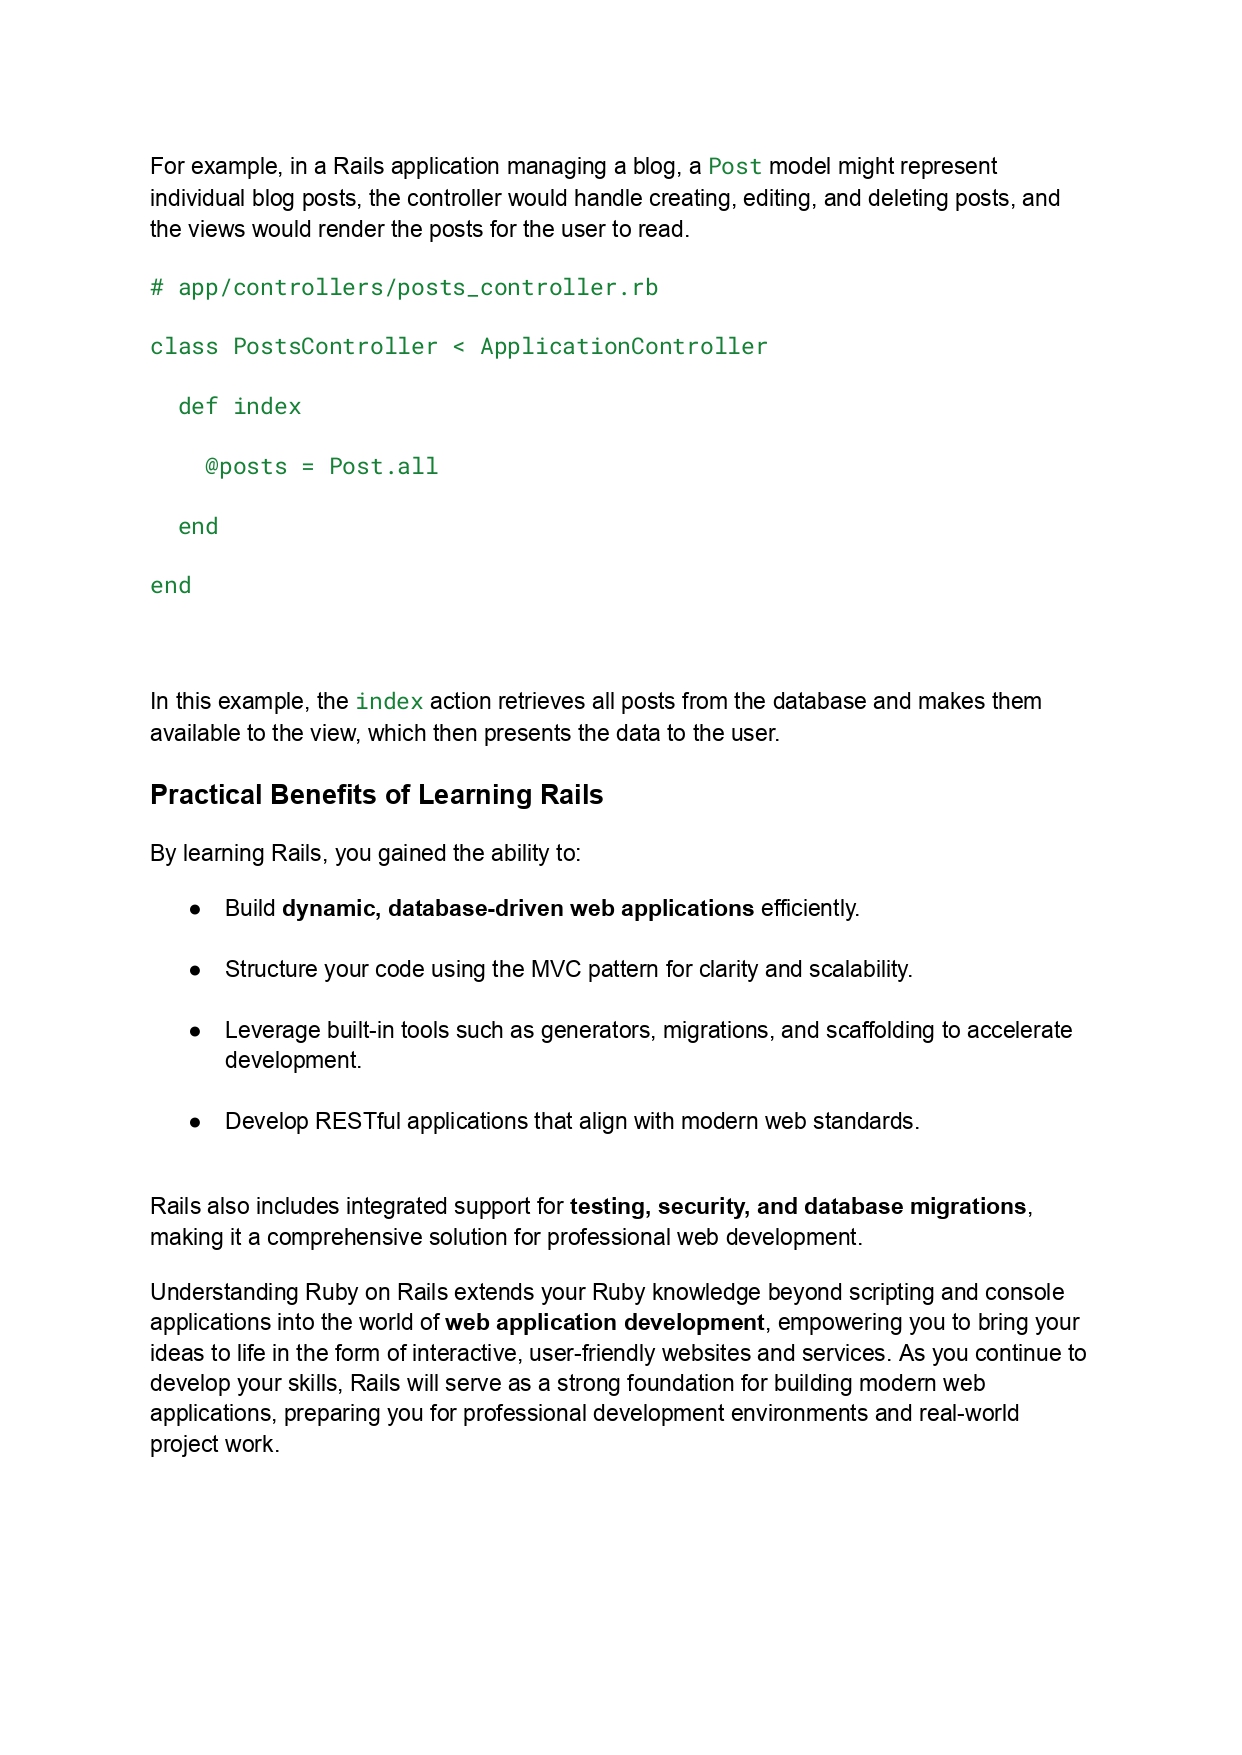 For example, in a Rails application managing a blog, a Post model might represent
individual blog posts, the controller would handle creating, editing, and deleting posts, and
the views would render the posts for the user to read.
# app/controllers/posts_controller.rb
class PostsController < ApplicationController
  def index
    @posts = Post.all
  end
end
In this example, the index action retrieves all posts from the database and makes them
available to the view, which then presents the data to the user.
Practical Benefits of Learning Rails
By learning Rails, you gained the ability to:
● Build dynamic, database-driven web applications efficiently.
● Structure your code using the MVC pattern for clarity and scalability.
● Leverage built-in tools such as generators, migrations, and scaffolding to accelerate
development.
● Develop RESTful applications that align with modern web standards.
Rails also includes integrated support for testing, security, and database migrations,
making it a comprehensive solution for professional web development.
Understanding Ruby on Rails extends your Ruby knowledge beyond scripting and console
applications into the world of web application development, empowering you to bring your
ideas to life in the form of interactive, user-friendly websites and services. As you continue to
develop your skills, Rails will serve as a strong foundation for building modern web
applications, preparing you for professional development environments and real-world
project work.